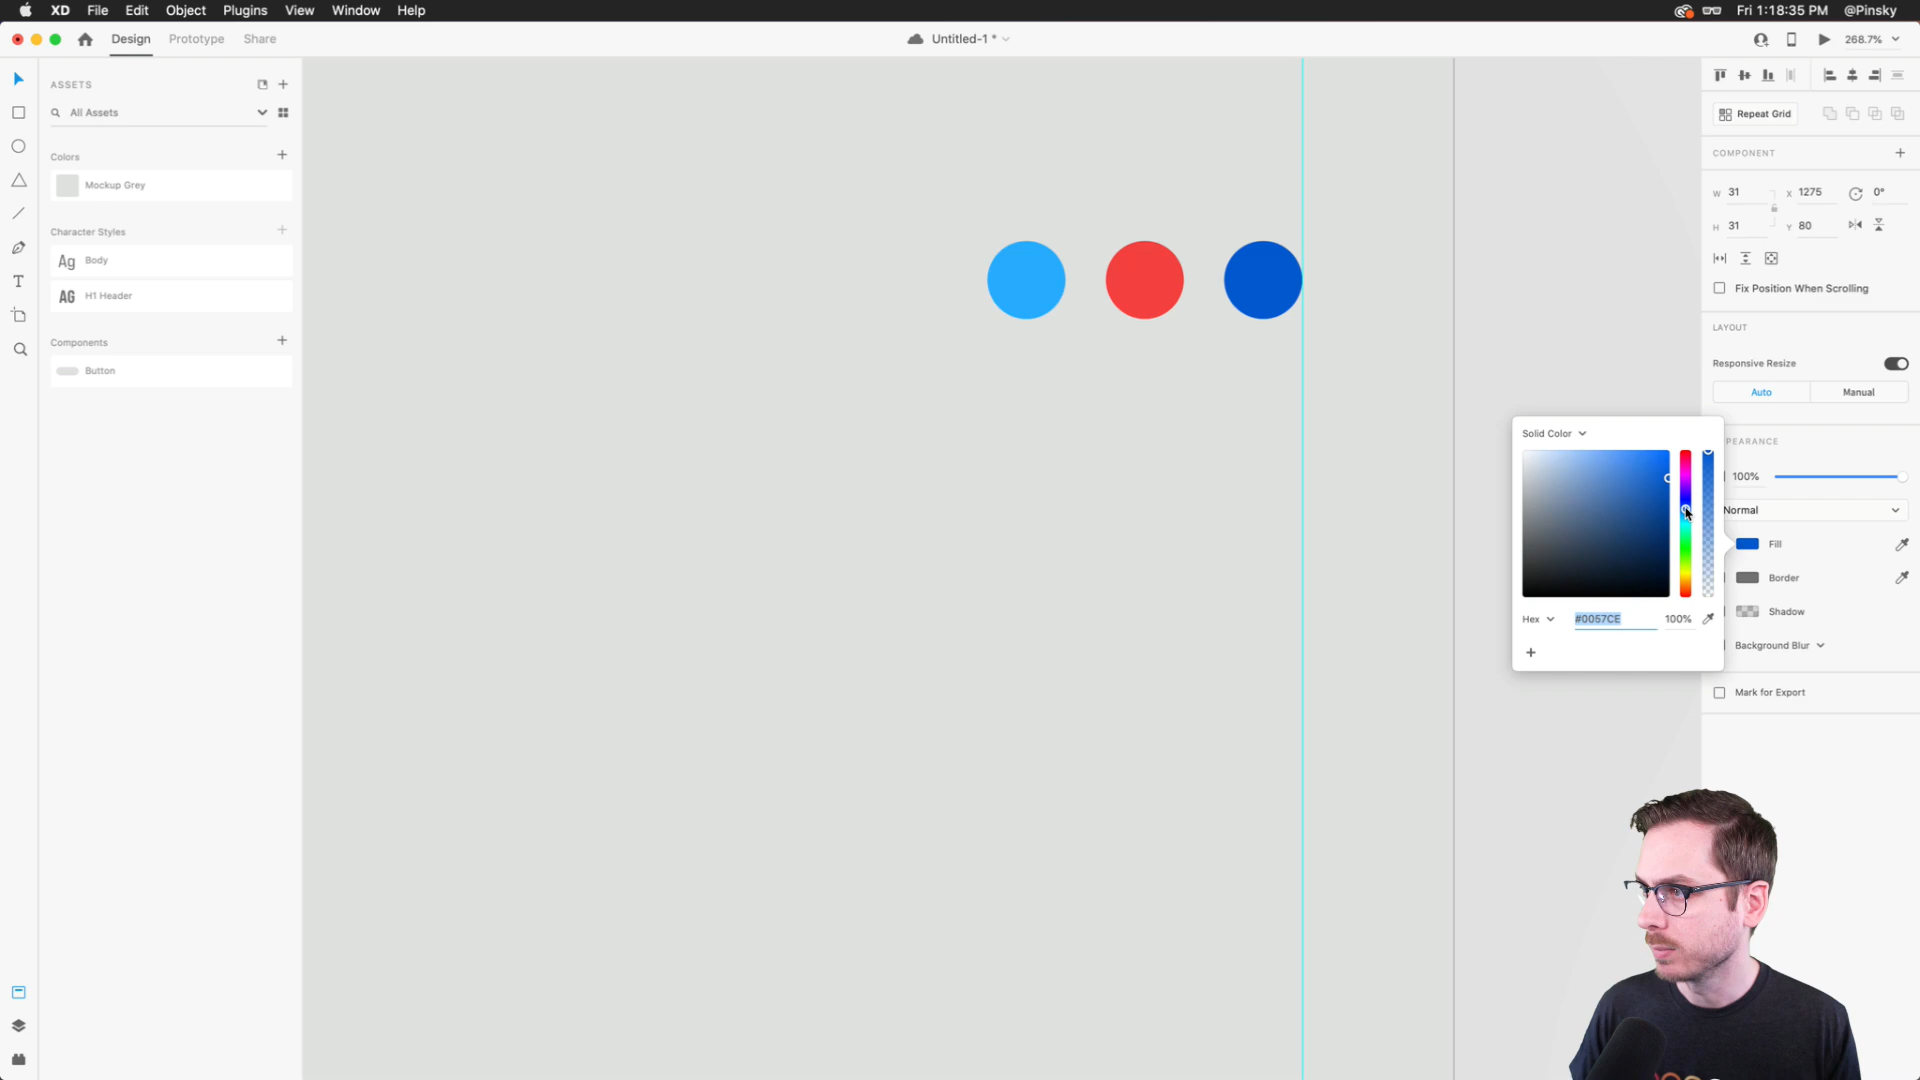 XD File Edit Object Plugins View Window Help
Fri 1:18:35 PM @Pinsky
Design Prototype Share
Untitled-1 *
268.7%
ASSETS
All Assets
Colors
Mockup Grey
Character Styles
Ag Body
AG H1 Header
Components
Button
Repeat Grid
COMPONENT
W 31 X 1275 0°
H 31 Y 80
Fix Position When Scrolling
LAYOUT
Responsive Resize
Auto Manual
PEARANCE
100%
Normal
Fill
Border
Shadow
Background Blur
Mark for Export
Solid Color
Hex #0057CE 100%